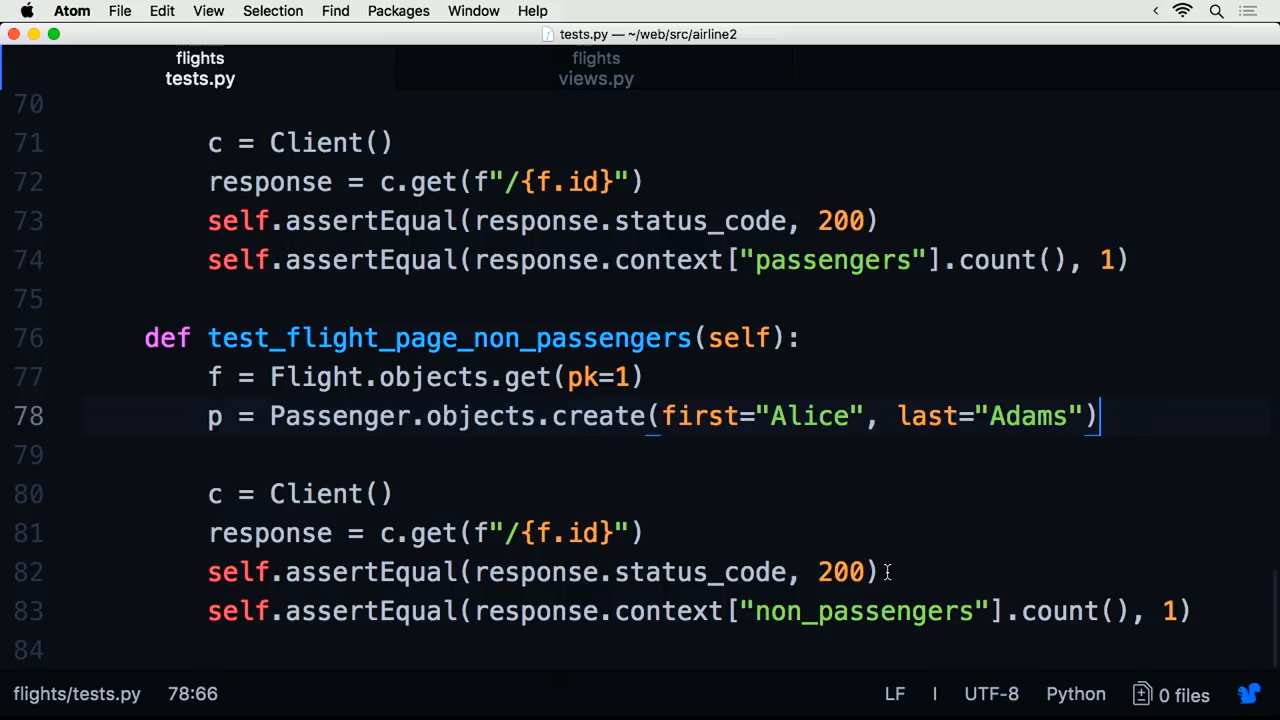 Atom File Edit View Selection Find Packages Window Help
tests.py — ~/web/src/airline2
flights
tests.py
flights
views.py
70
71 c = Client()
72 response = c.get(f"/{f.id}")
73 self.assertEqual(response.status_code, 200)
74 self.assertEqual(response.context["passengers"].count(), 1)
75
76 def test_flight_page_non_passengers(self):
77 f = Flight.objects.get(pk=1)
78 p = Passenger.objects.create(first="Alice", last="Adams")
79
80 c = Client()
81 response = c.get(f"/{f.id}")
82 self.assertEqual(response.status_code, 200)
83 self.assertEqual(response.context["non_passengers"].count(), 1)
84
flights/tests.py 78:66 LF UTF-8 Python 0 files